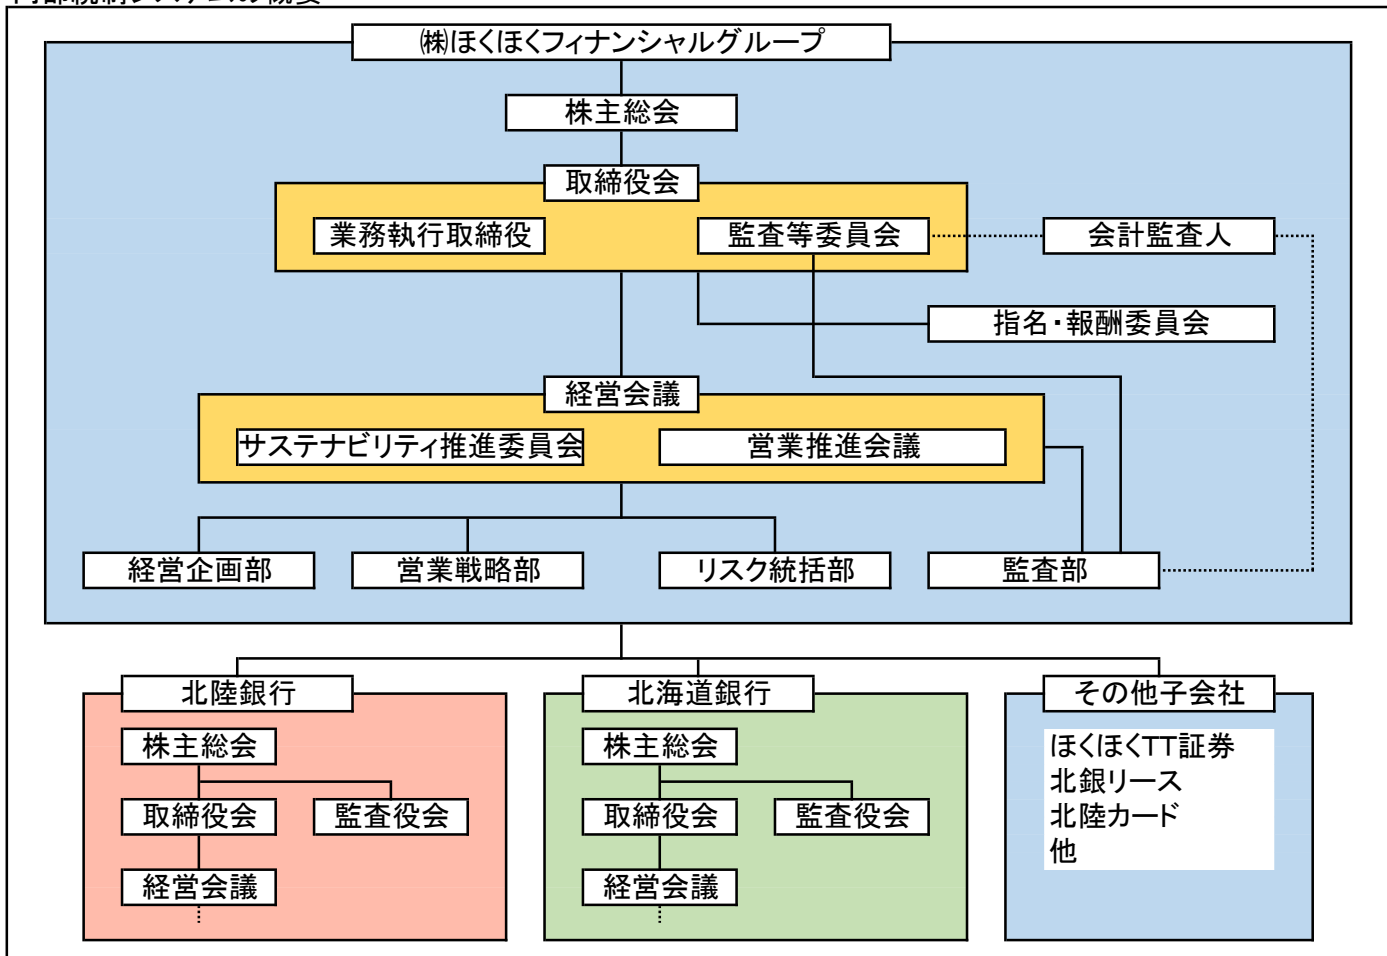 ㈱ほくほくフィナンシャルグループ
株主総会
取締役会
業務執行取締役
監査等委員会
会計監査人
指名・報酬委員会
経営会議
サステナビリティ推進委員会
営業推進会議
経営企画部
営業戦略部
リスク統括部
監査部
北陸銀行
株主総会
取締役会
監査役会
経営会議
北海道銀行
株主総会
取締役会
監査役会
経営会議
その他子会社
ほくほくTT証券
北銀リース
北陸カード
他